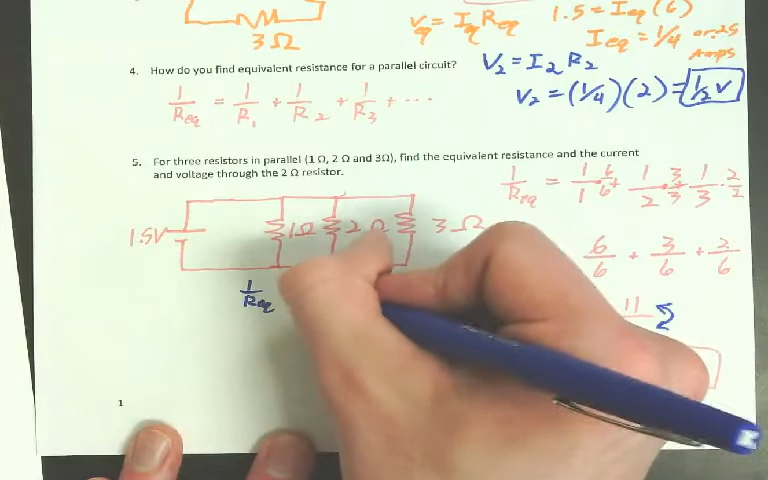 3Ω
Veq = Ieq Req
1.5 = Ieq (6)
Ieq = 1/4 or .25 Amps
4. How do you find equivalent resistance for a parallel circuit?
1/Req = 1/R1 + 1/R2 + 1/R3 + ...
V2 = I2 R2
V2 = (1/4)(2) = 1/2 V
5. For three resistors in parallel (1 Ω, 2 Ω and 3Ω), find the equivalent resistance and the current
and voltage through the 2 Ω resistor.
1/Req = 1/1 · 6/6 + 1/2 · 3/3 + 1/3 · 2/2
1.5V 1Ω 2Ω 3Ω
6/6 + 3/6 + 2/6
1/Req
11
1